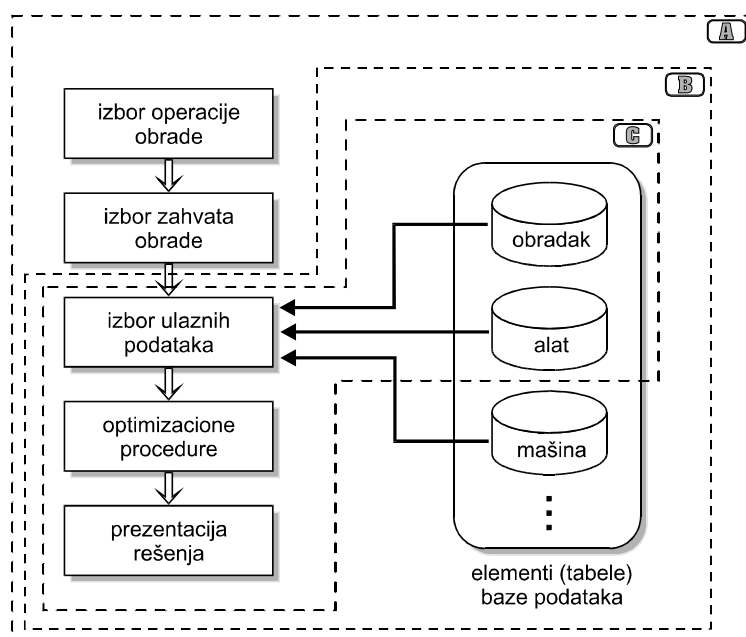 A
B
C
izbor operacije
obrade
izbor zahvata
obrade
izbor ulaznih
podataka
optimizacione
procedure
prezentacija
rešenja
obradak
alat
mašina
elementi (tabele)
baze podataka